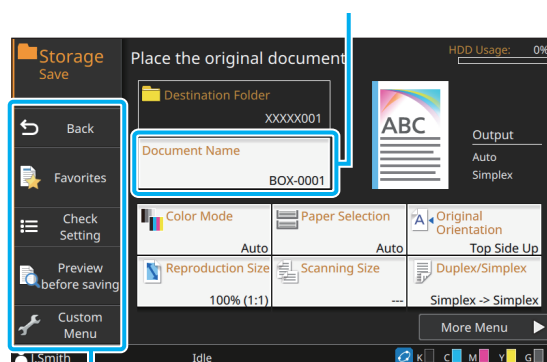 Storage
Save
Place the original document
HDD Usage: 0%
Destination Folder
XXXXX001
Document Name
BOX-0001
ABC
Output
Auto
Simplex
Back
Favorites
Check
Setting
Preview
before saving
Custom
Menu
Color Mode
Auto
Paper Selection
Auto
Original
Orientation
Top Side Up
Reproduction Size
100% (1:1)
Scanning Size
---
Duplex/Simplex
Simplex -> Simplex
More Menu
J.Smith
Idle
K C M Y G